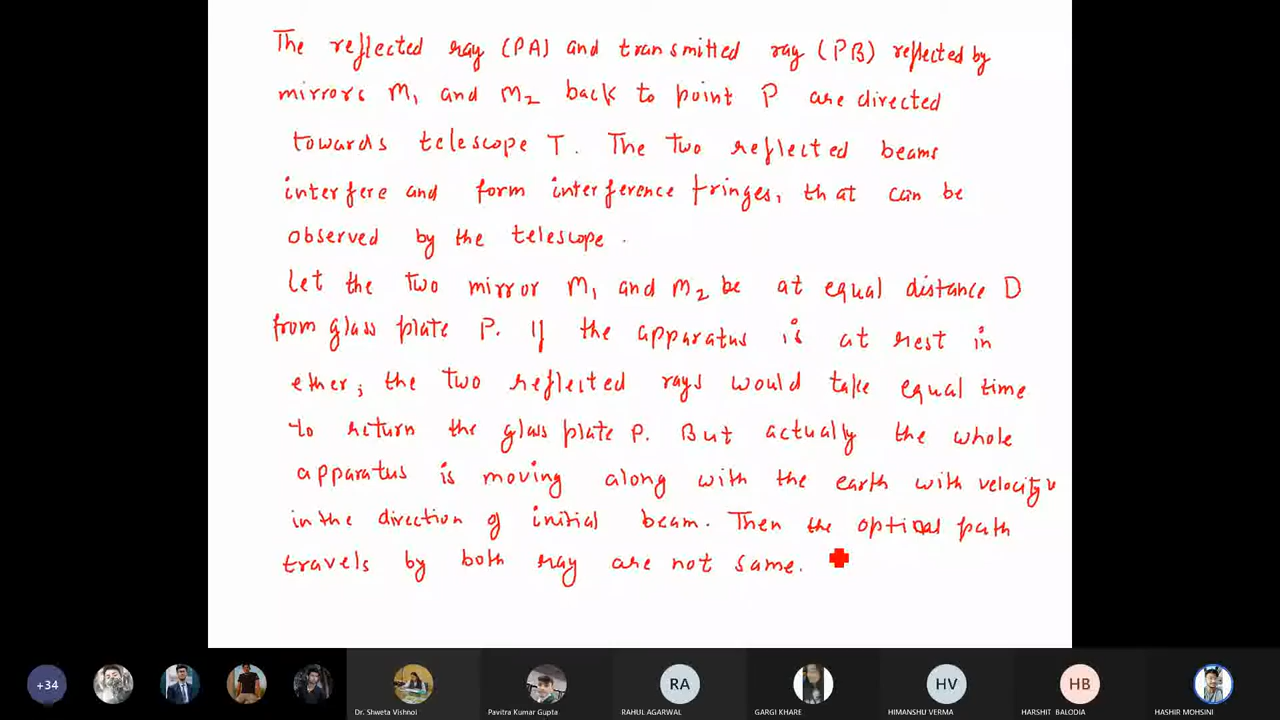 The reflected ray (PA) and transmitted ray (PB) reflected by
mirrors M1 and M2 back to point P are directed
towards telescope T. The two reflected beams
interfere and form interference fringes, that can be
observed by the telescope.
Let the two mirror M1 and M2 be at equal distance D
from glass plate P. If the apparatus is at rest in
ether, the two reflected rays would take equal time
to return the glass plate P. But actually the whole
apparatus is moving along with the earth with velocity v
in the direction of initial beam. Then the optical path
travels by both ray are not same.
+34
RA
HV
HB
Dr. Shweta Vishnoi
Pavitra Kumar Gupta
RAHUL AGARWAL
GARGI KHARE
HIMANSHU VERMA
HARSHIT BALODIA
HASHIR MOHSINI